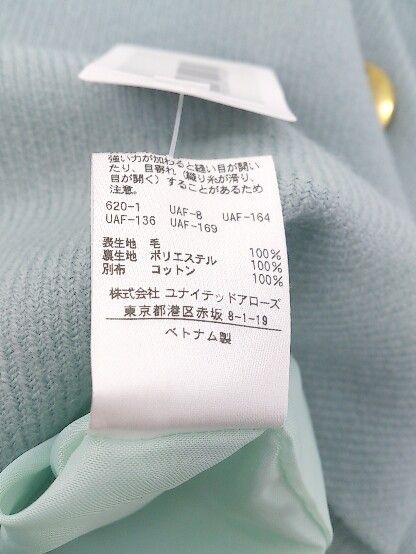 強い力が加わると縫い目が開い
たり、目寄れ(織り糸が滑り、
目が開く)することがあるため
注意。
620-1 UAF-8 UAF-164
UAF-136 UAF-169
表生地 毛 100%
裏生地 ポリエステル 100%
別布 コットン 100%
株式会社 ユナイテッドアローズ
東京都港区赤坂 8-1-19
ベトナム製